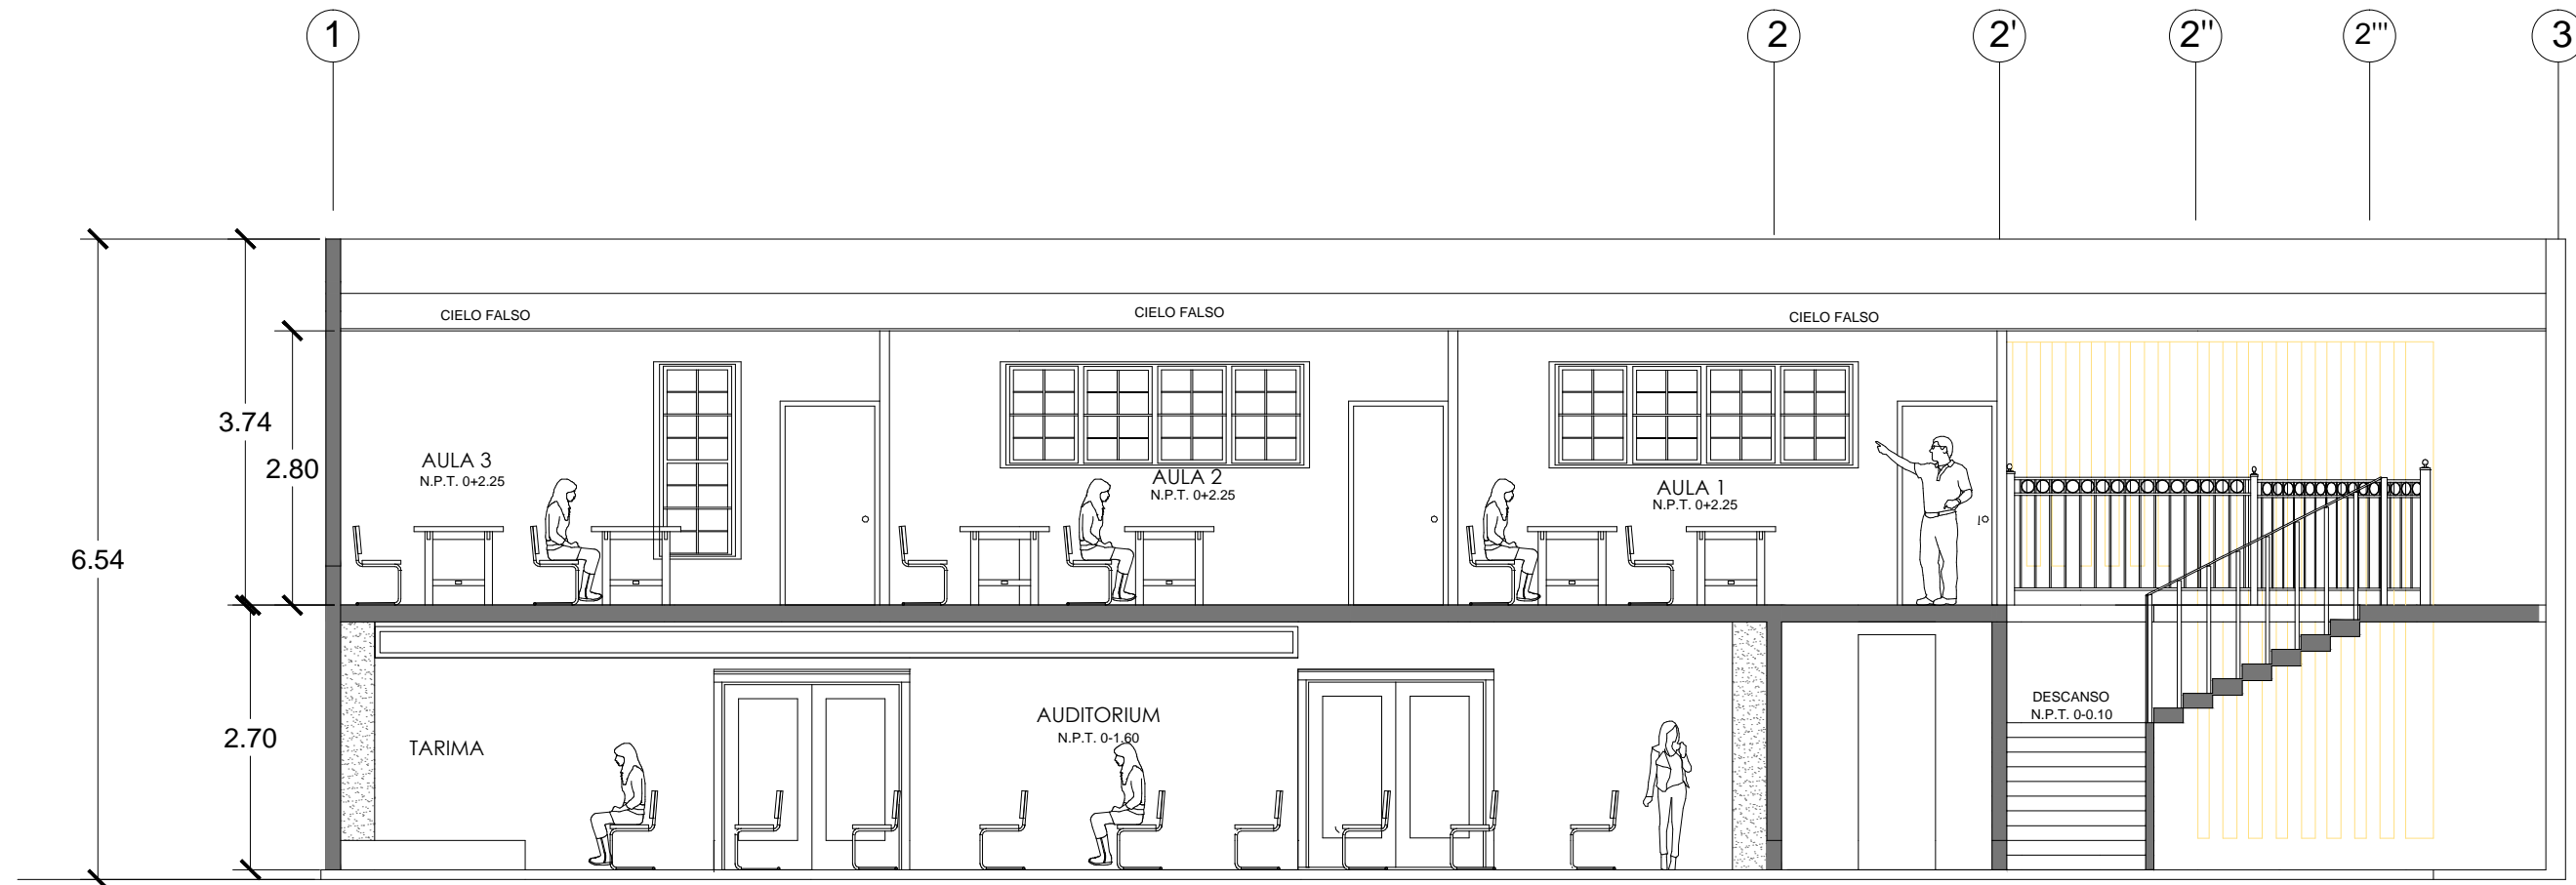 1
2
2'
2"
2"'
3
CIELO FALSO
CIELO FALSO
CIELO FALSO
3.74
2.80
6.54
2.70
AULA 3
N.P.T. 0+2.25
AULA 2
N.P.T. 0+2.25
AULA 1
N.P.T. 0+2.25
TARIMA
AUDITORIUM
N.P.T. 0-1.60
DESCANSO
N.P.T. 0-0.10